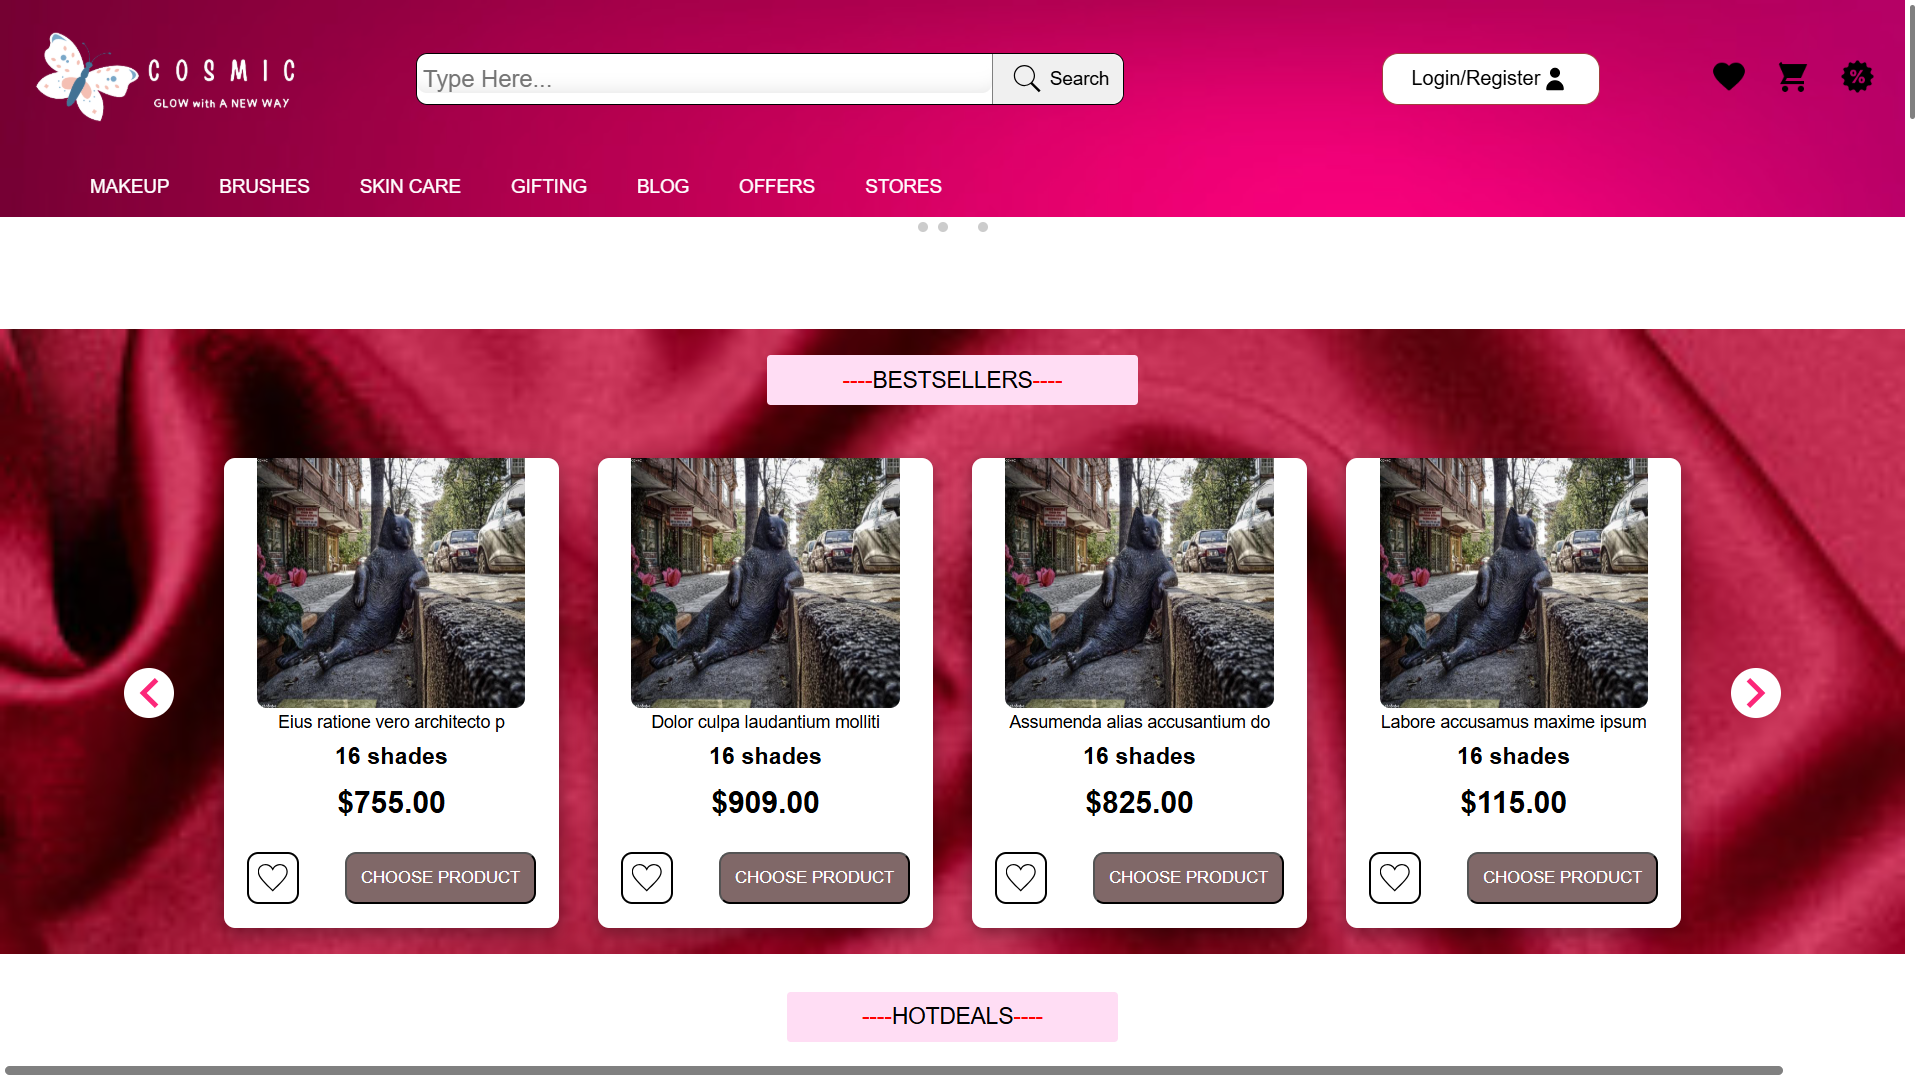 COSMIC
GLOW with A NEW WAY
Type Here...
Search
Login/Register
%
MAKEUP
BRUSHES
SKIN CARE
GIFTING
BLOG
OFFERS
STORES
----BESTSELLERS----
Eius ratione vero architecto p
16 shades
$755.00
CHOOSE PRODUCT
Dolor culpa laudantium molliti
16 shades
$909.00
CHOOSE PRODUCT
Assumenda alias accusantium do
16 shades
$825.00
CHOOSE PRODUCT
Labore accusamus maxime ipsum
16 shades
$115.00
CHOOSE PRODUCT
----HOTDEALS----